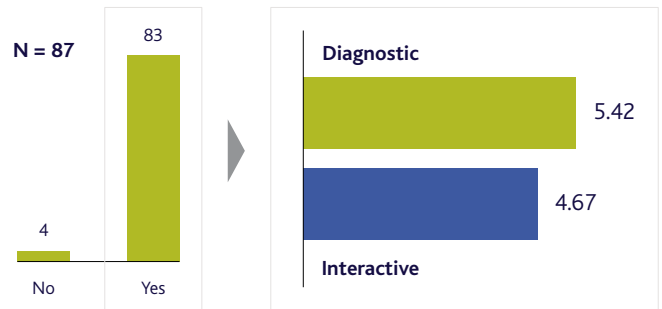 N = 87
83
4
No
Yes
Diagnostic
5.42
4.67
Interactive